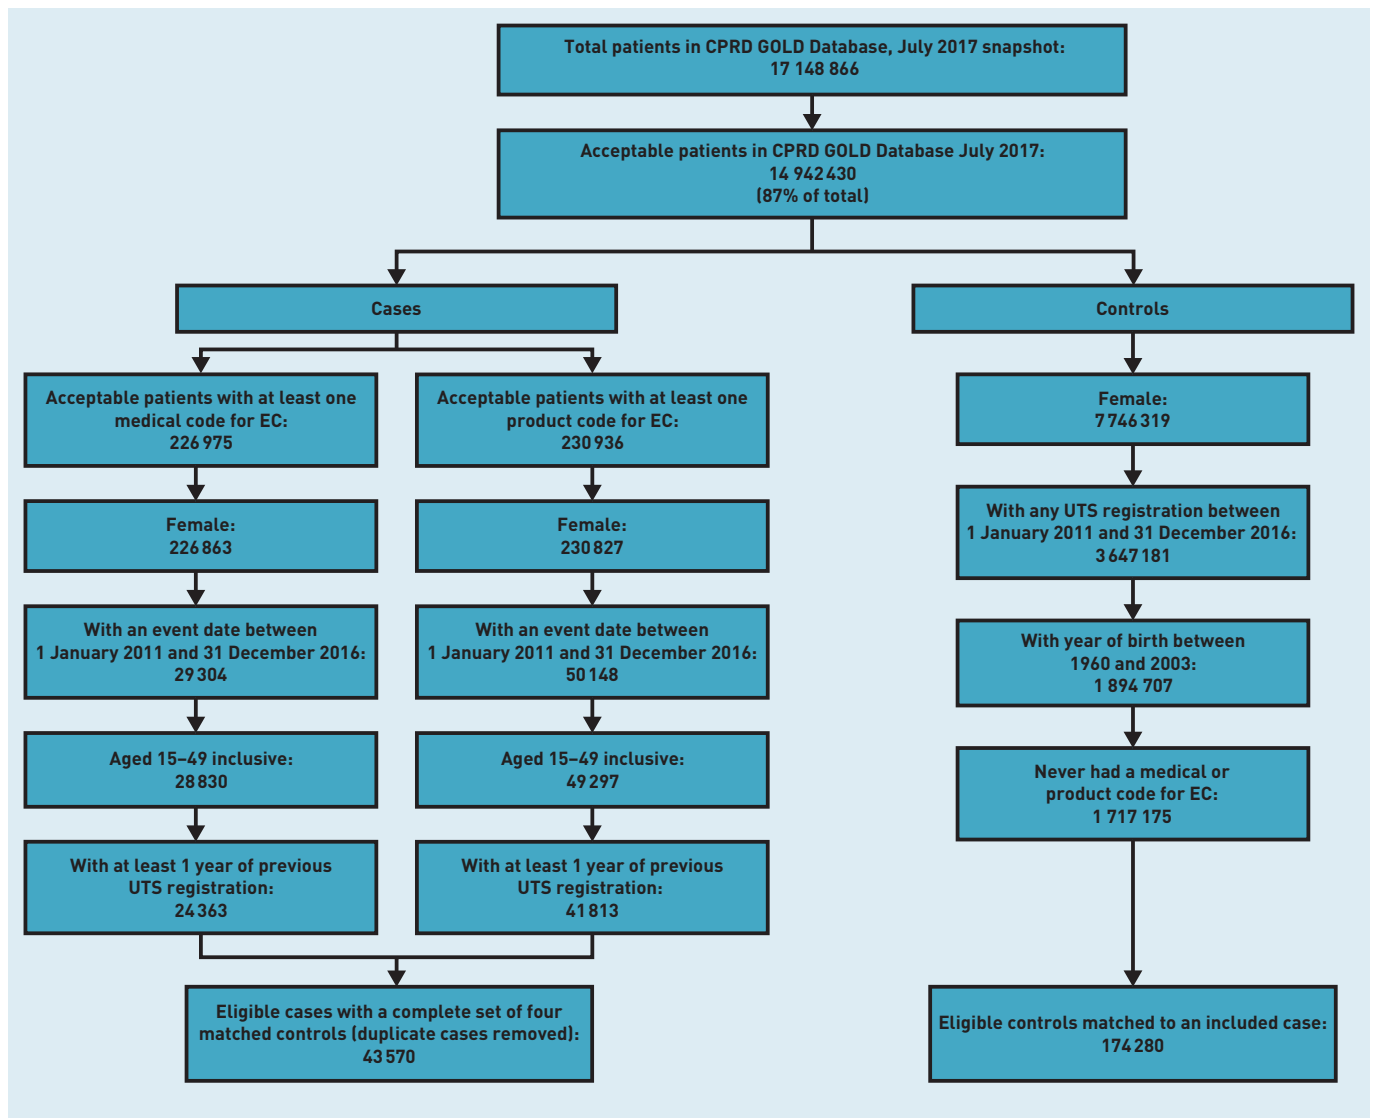 Total patients in CPRD GOLD Database, July 2017 snapshot:
17 148 866
Acceptable patients in CPRD GOLD Database July 2017:
14 942 430
(87% of total)
Cases
Controls
Acceptable patients with at least one
medical code for EC:
226 975
Acceptable patients with at least one
product code for EC:
230 936
Female:
7 746 319
Female:
226 863
Female:
230 827
With any UTS registration between
1 January 2011 and 31 December 2016:
3 647 181
With an event date between
1 January 2011 and 31 December 2016:
29 304
With an event date between
1 January 2011 and 31 December 2016:
50 148
With year of birth between
1960 and 2003:
1 894 707
Aged 15–49 inclusive:
28 830
Aged 15–49 inclusive:
49 297
Never had a medical or
product code for EC:
1 717 175
With at least 1 year of previous
UTS registration:
24 363
With at least 1 year of previous
UTS registration:
41 813
Eligible cases with a complete set of four
matched controls (duplicate cases removed):
43 570
Eligible controls matched to an included case:
174 280